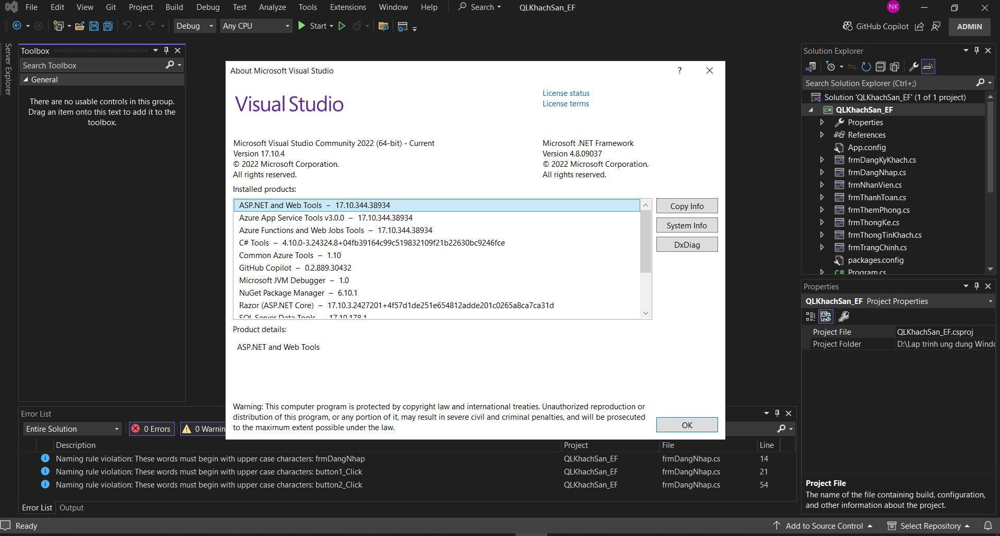 File Edit View Git Project Build Debug Test Analyze Tools Extensions Window Help Search QLKhachSan_EF NK
Debug Any CPU Start GitHub Copilot ADMIN
Server Explorer
Toolbox
Search Toolbox
General
There are no usable controls in this group.
Drag an item onto this text to add it to the
toolbox.
About Microsoft Visual Studio ?
Visual Studio
License status
License terms
Microsoft Visual Studio Community 2022 (64-bit) - Current
Version 17.10.4
© 2022 Microsoft Corporation.
All rights reserved.
Microsoft .NET Framework
Version 4.8.09037
© 2022 Microsoft Corporation.
All rights reserved.
Installed products:
ASP.NET and Web Tools – 17.10.344.38934
Azure App Service Tools v3.0.0 – 17.10.344.38934
Azure Functions and Web Jobs Tools – 17.10.344.38934
C# Tools – 4.10.0-3.24324.8+04fb39164c99c519832109f21b22630bc9246fce
Common Azure Tools – 1.10
GitHub Copilot – 0.2.889.30432
Microsoft JVM Debugger – 1.0
NuGet Package Manager – 6.10.1
Razor (ASP.NET Core) – 17.10.3.2427201+4f57d1de251e654812adde201c0265a8ca7ca31d
SQL Server Data Tools – 17.10.178.1
Copy Info
System Info
DxDiag
Product details:
ASP.NET and Web Tools
Warning: This computer program is protected by copyright law and international treaties. Unauthorized reproduction or
distribution of this program, or any portion of it, may result in severe civil and criminal penalties, and will be prosecuted
to the maximum extent possible under the law.
OK
Solution Explorer
Search Solution Explorer (Ctrl+;)
Solution 'QLKhachSan_EF' (1 of 1 project)
C# QLKhachSan_EF
Properties
References
App.config
frmDangKyKhach.cs
frmDangNhap.cs
frmNhanVien.cs
frmThanhToan.cs
frmThemPhong.cs
frmThongKe.cs
frmThongTinKhach.cs
frmTrangChinh.cs
packages.config
C# Program.cs
Properties
QLKhachSan_EF Project Properties
Project File QLKhachSan_EF.csproj
Project Folder D:\Lap trinh ung dung Windo
Project File
The name of the file containing build, configuration,
and other information about the project.
Error List
Entire Solution 0 Errors 0 Warnin
Description Project File Line
Naming rule violation: These words must begin with upper case characters: frmDangNhap QLKhachSan_EF frmDangNhap.cs 14
Naming rule violation: These words must begin with upper case characters: button1_Click QLKhachSan_EF frmDangNhap.cs 21
Naming rule violation: These words must begin with upper case characters: button2_Click QLKhachSan_EF frmDangNhap.cs 54
Error List Output
Ready Add to Source Control Select Repository